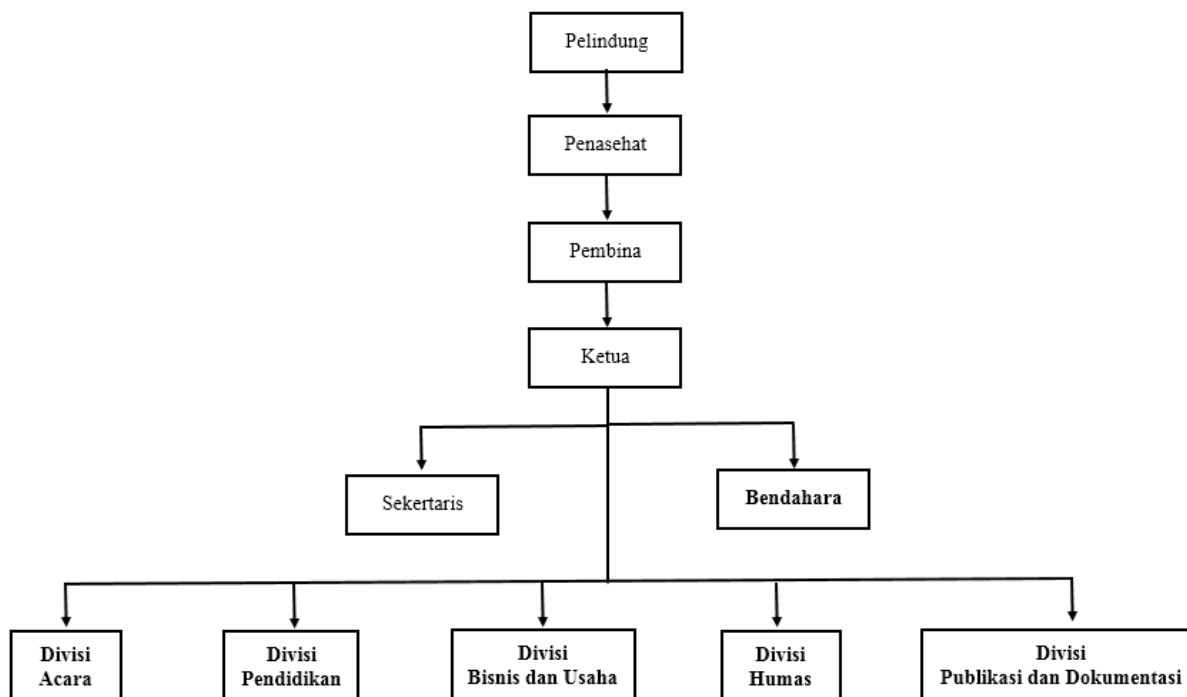 Pelindung
Penasehat
Pembina
Ketua
Sekertaris
Bendahara
Divisi
Acara
Divisi
Pendidikan
Divisi
Bisnis dan Usaha
Divisi
Humas
Divisi
Publikasi dan Dokumentasi